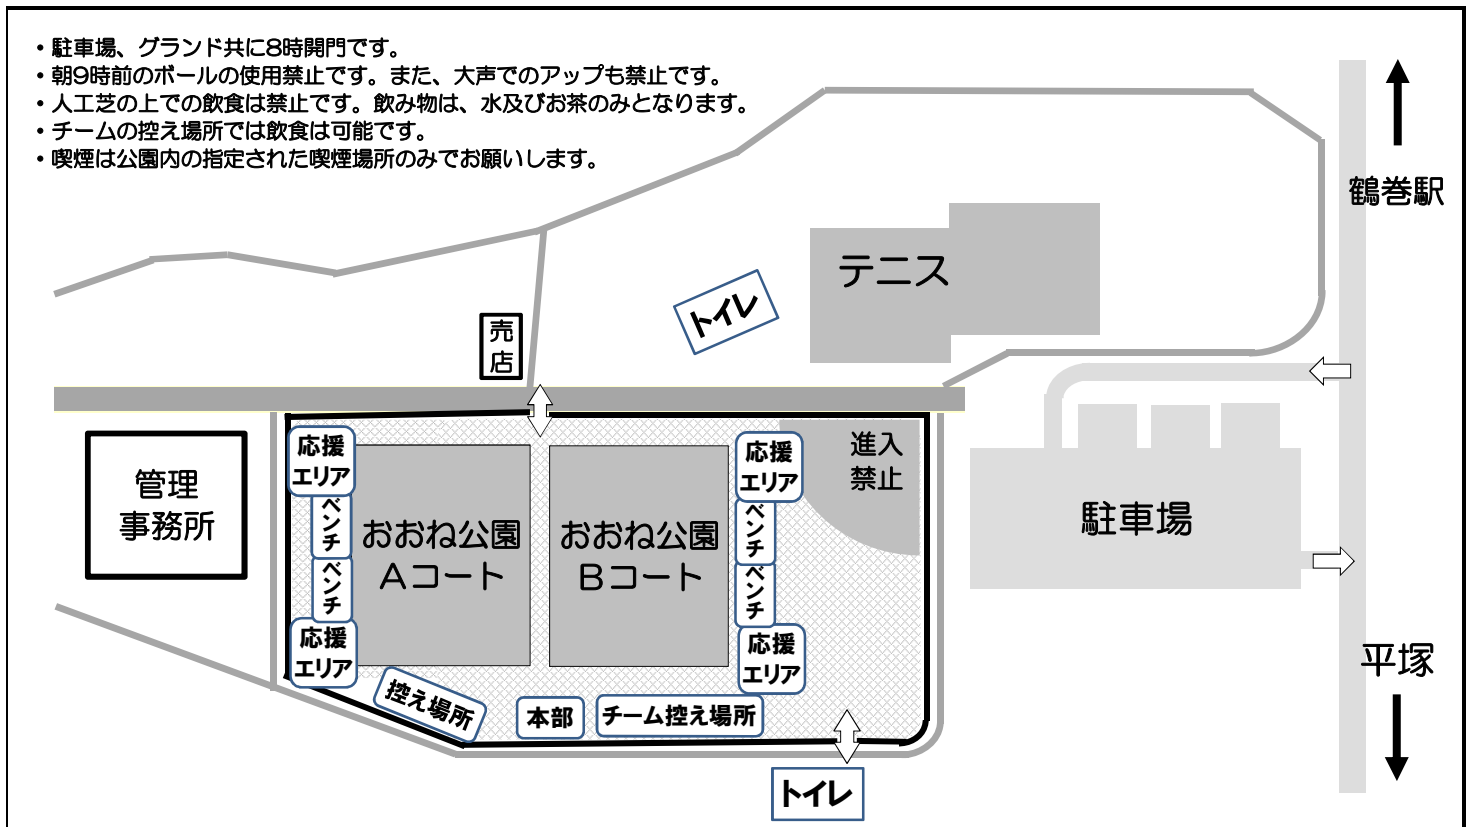 ・駐車場、グランド共に8時開門です。
・朝9時前のボールの使用禁止です。また、大声でのアップも禁止です。
・人工芝の上での飲食は禁止です。飲み物は、水及びお茶のみとなります。
・チームの控え場所では飲食は可能です。
・喫煙は公園内の指定された喫煙場所のみでお願いします。
鶴巻駅
テニス
トイレ
売
店
管理
事務所
応援
エリア
ベンチ
ベンチ
応援
エリア
おおね公園
Aコート
おおね公園
Bコート
応援
エリア
ベンチ
ベンチ
応援
エリア
進入
禁止
駐車場
平塚
控え場所
本部
チーム控え場所
トイレ